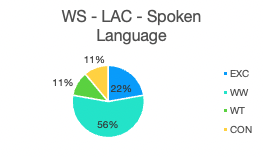 WS - LAC - Spoken
Language
11%
11%
22%
56%
EXC
WW
WT
CON